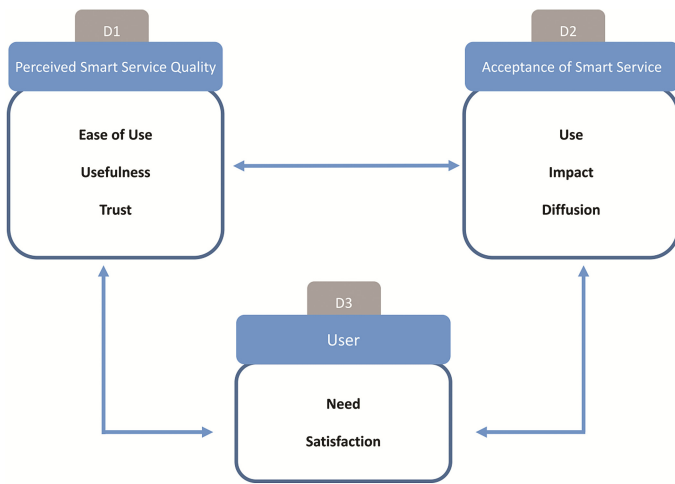 D1
Perceived Smart Service Quality
Ease of Use
Usefulness
Trust
D2
Acceptance of Smart Service
Use
Impact
Diffusion
D3
User
Need
Satisfaction